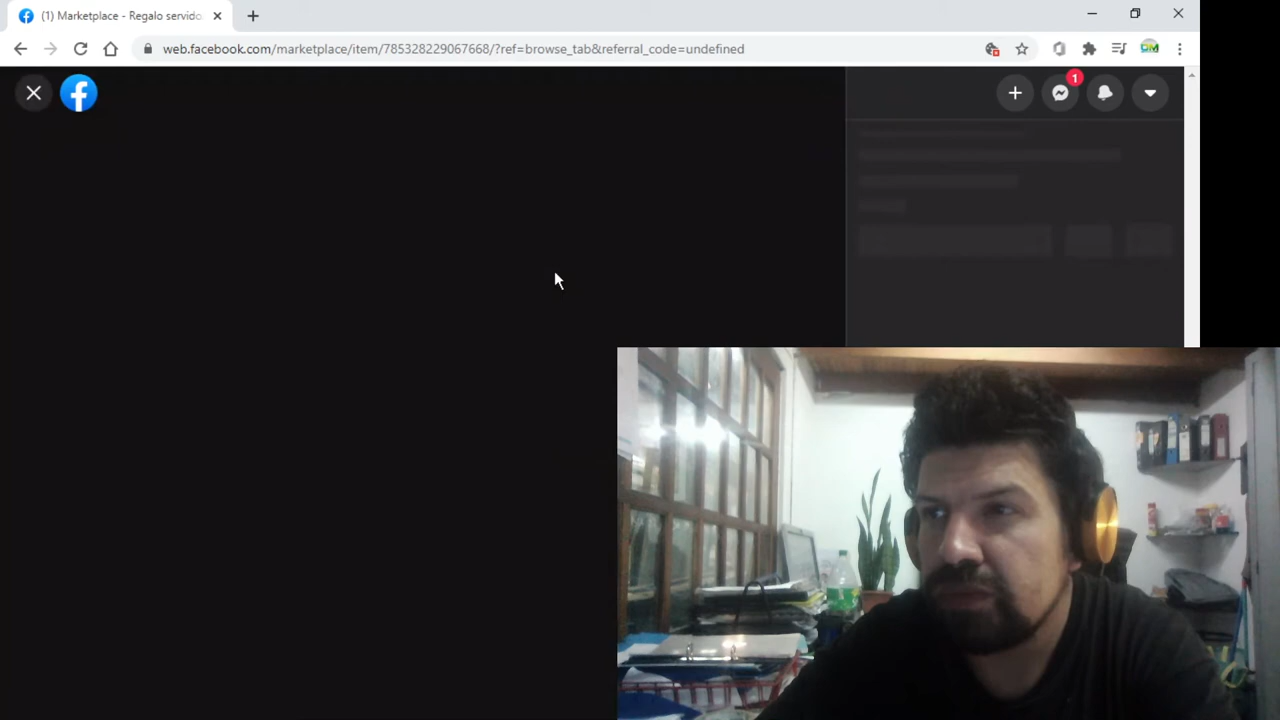 (1) Marketplace - Regalo servido
web.facebook.com/marketplace/item/785328229067668/?ref=browse_tab&referral_code=undefined
1